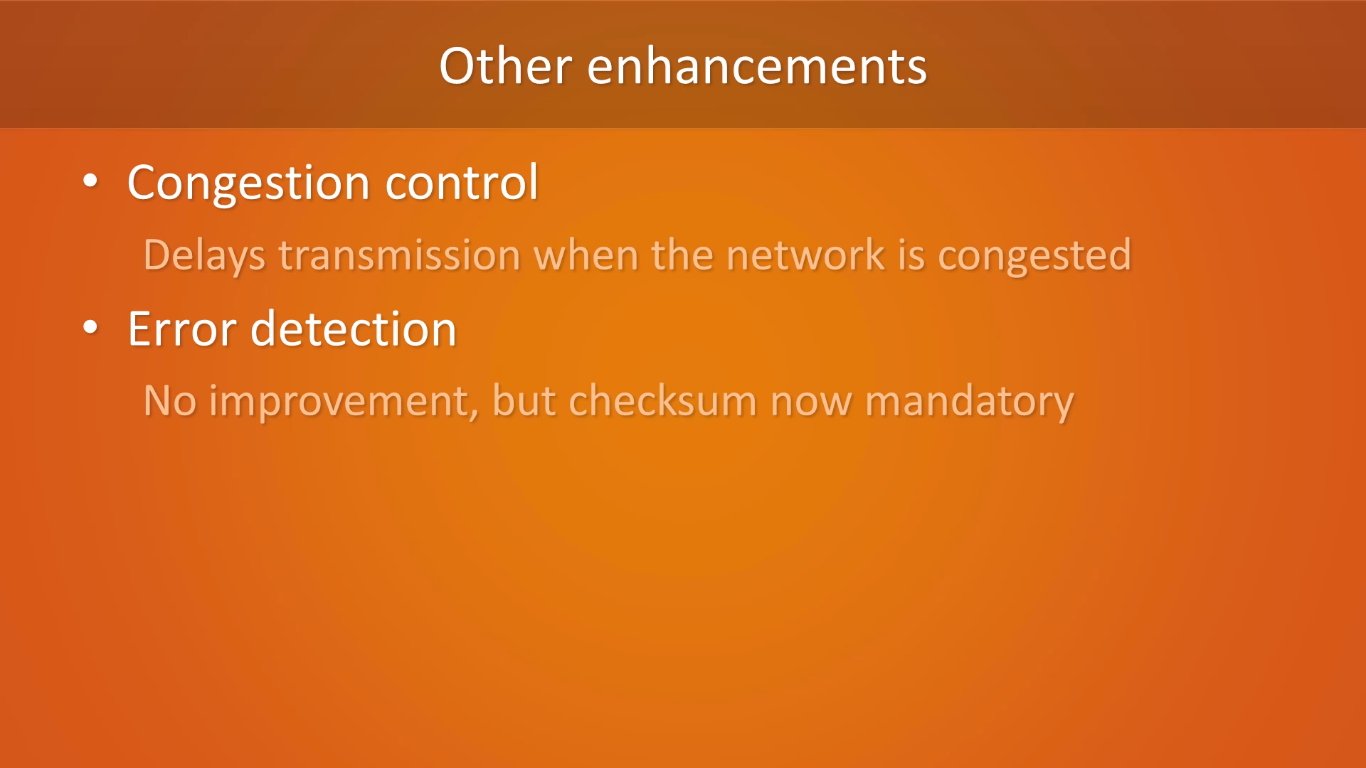 Other enhancements
• Congestion control
Delays transmission when the network is congested
• Error detection
No improvement, but checksum now mandatory